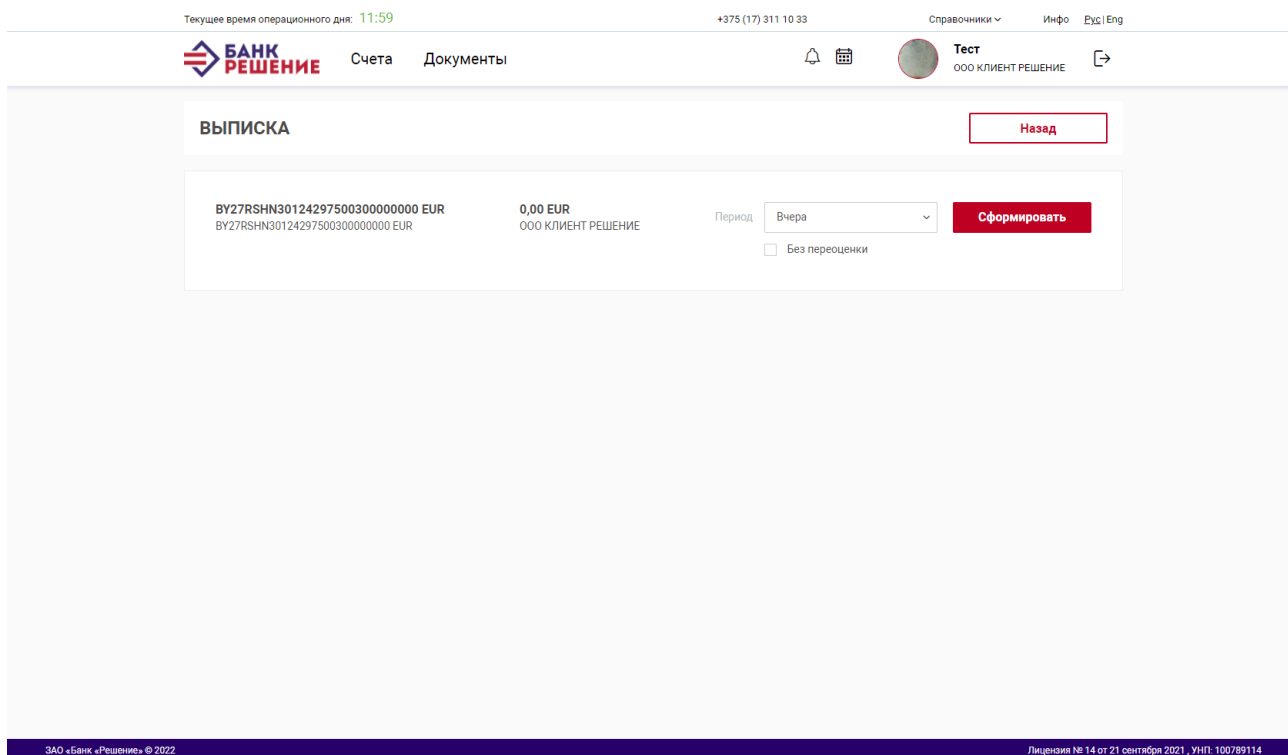 Текущее время операционного дня: 11:59
+375 (17) 311 10 33
Справочники
Инфо
Рус | Eng
БАНК
РЕШЕНИЕ
Счета
Документы
Тест
ООО КЛИЕНТ РЕШЕНИЕ
ВЫПИСКА
Назад
BY27RSHN30124297500300000000 EUR
BY27RSHN30124297500300000000 EUR
0,00 EUR
ООО КЛИЕНТ РЕШЕНИЕ
Период
Вчера
Сформировать
Без переоценки
ЗАО «Банк «Решение» © 2022
Лицензия № 14 от 21 сентября 2021 , УНП: 100789114